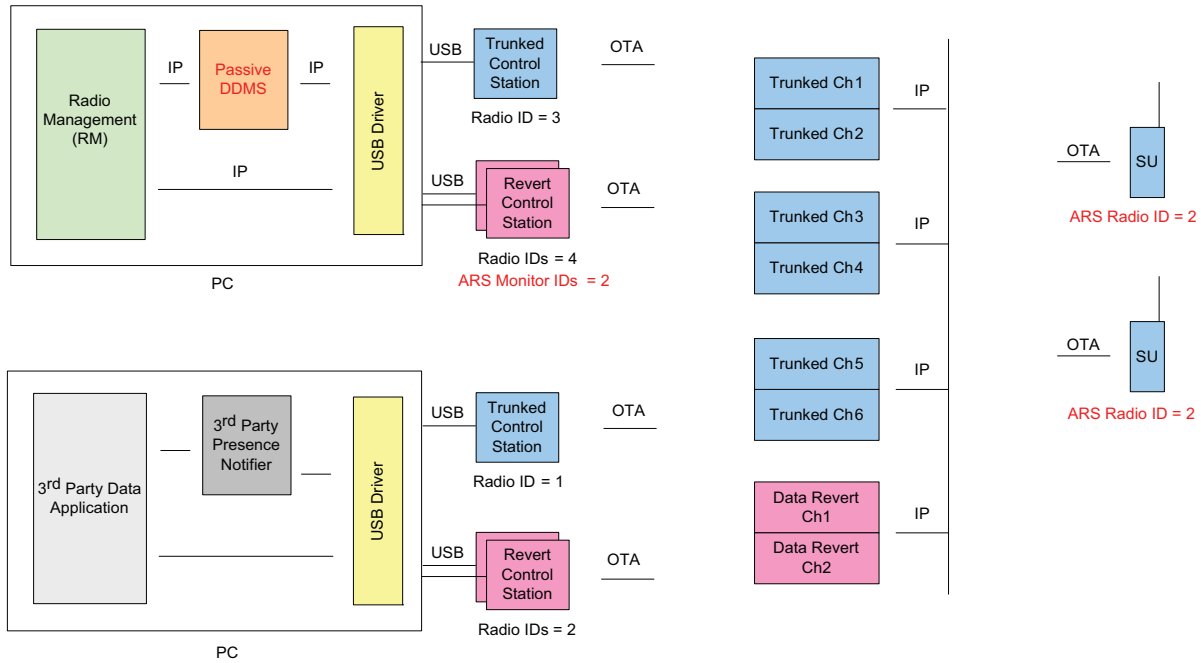 Radio
Management
(RM)
IP
Passive
DDMS
IP
IP
USB Driver
PC
USB
Trunked
Control
Station
Radio ID = 3
OTA
USB
Revert
Control
Station
Radio IDs = 4
ARS Monitor IDs = 2
OTA
3rd Party Data
Application
3rd Party
Presence
Notifier
USB Driver
PC
USB
Trunked
Control
Station
Radio ID = 1
OTA
USB
Revert
Control
Station
Radio IDs = 2
OTA
Trunked Ch1
Trunked Ch2
IP
Trunked Ch3
Trunked Ch4
IP
Trunked Ch5
Trunked Ch6
IP
Data Revert
Ch1
Data Revert
Ch2
IP
OTA
SU
ARS Radio ID = 2
OTA
SU
ARS Radio ID = 2